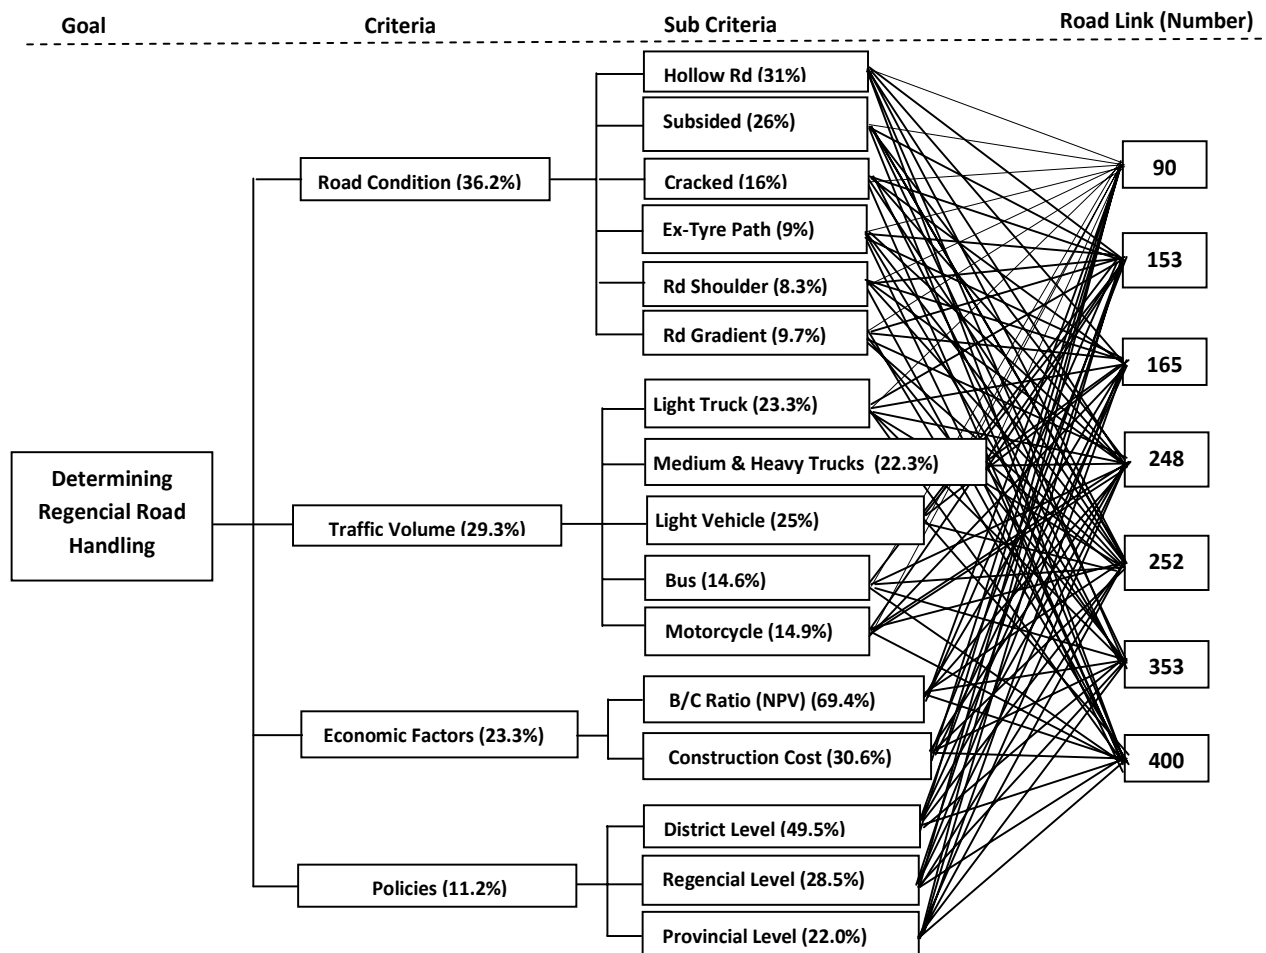 Goal
Criteria
Sub Criteria
Road Link (Number)
Determining
Regencial Road
Handling
Road Condition (36.2%)
Traffic Volume (29.3%)
Economic Factors (23.3%)
Policies (11.2%)
Hollow Rd (31%)
Subsided (26%)
Cracked (16%)
Ex-Tyre Path (9%)
Rd Shoulder (8.3%)
Rd Gradient (9.7%)
Light Truck (23.3%)
Medium & Heavy Trucks (22.3%)
Light Vehicle (25%)
Bus (14.6%)
Motorcycle (14.9%)
B/C Ratio (NPV) (69.4%)
Construction Cost (30.6%)
District Level (49.5%)
Regencial Level (28.5%)
Provincial Level (22.0%)
90
153
165
248
252
353
400